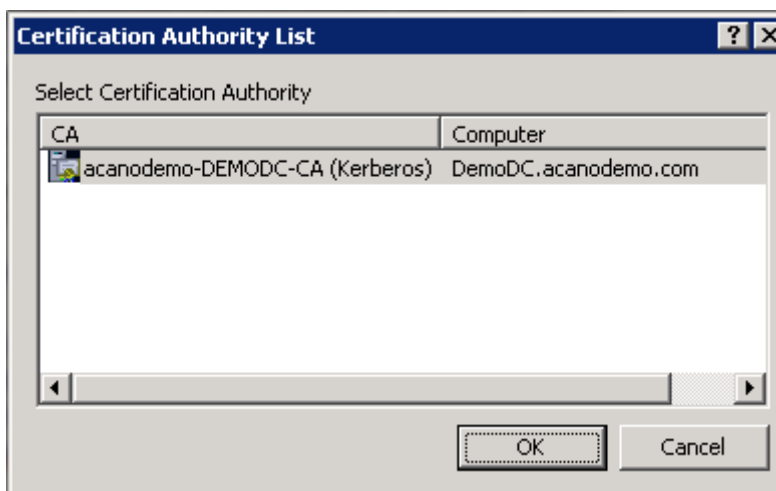 Certification Authority List
Select Certification Authority
CA Computer
acanodemo-DEMODC-CA (Kerberos) DemoDC.acanodemo.com
OK Cancel